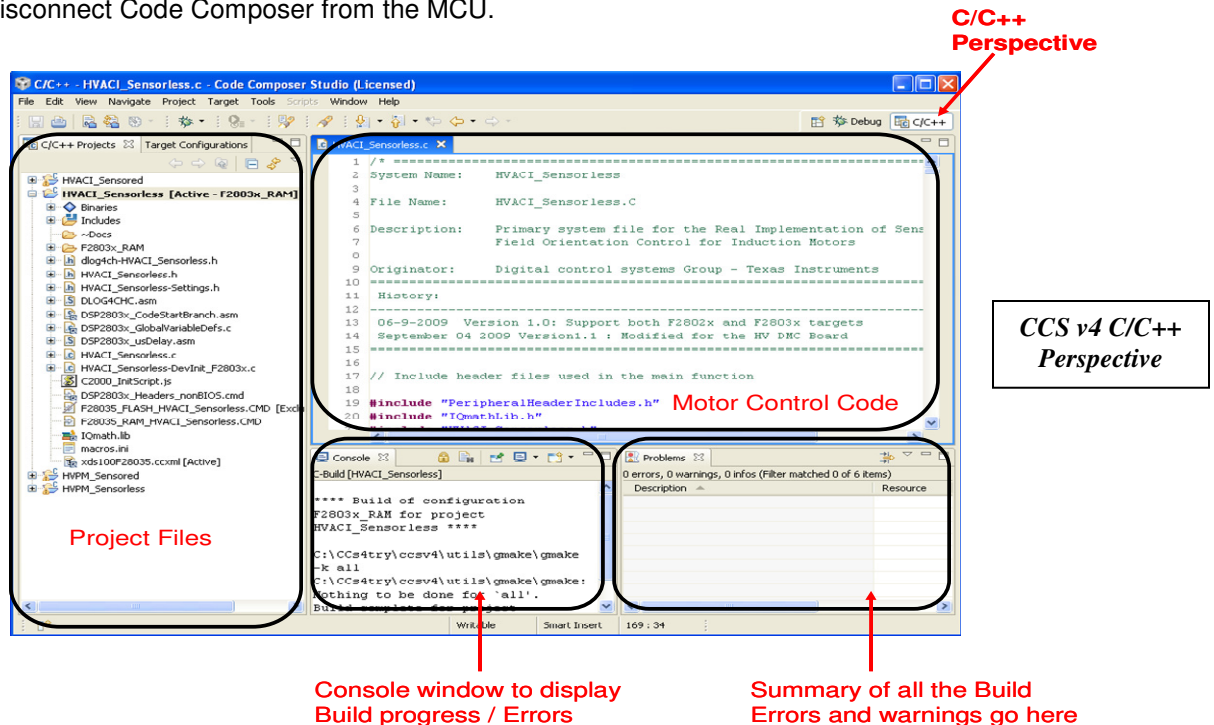 isconnect Code Composer from the MCU.
C/C++
Perspective
C/C++ - HVACI_Sensorless.c - Code Composer Studio (Licensed)
File Edit View Navigate Project Target Tools Scripts Window Help
Debug C/C++
C/C++ Projects Target Configurations
HVACI_Sensored
HVACI_Sensorless [Active - F2803x_RAM]
Binaries
Includes
~Docs
F2803x_RAM
dlog4ch-HVACI_Sensorless.h
HVACI_Sensorless.h
HVACI_Sensorless-Settings.h
DLOG4CHC.asm
DSP2803x_CodeStartBranch.asm
DSP2803x_GlobalVariableDefs.c
DSP2803x_usDelay.asm
HVACI_Sensorless.c
HVACI_Sensorless-DevInit_F2803x.c
C2000_InitScript.js
DSP2803x_Headers_nonBIOS.cmd
F28035_FLASH_HVACI_Sensorless.CMD [Exclu
F28035_RAM_HVACI_Sensorless.CMD
IQmath.lib
macros.ini
xds100F28035.ccxml [Active]
HVPM_Sensored
HVPM_Sensorless
Project Files
HVACI_Sensorless.c
1 /* ==============================================================
2 System Name: HVACI_Sensorless
3
4 File Name: HVACI_Sensorless.C
5
6 Description: Primary system file for the Real Implementation of Sens
7 Field Orientation Control for Induction Motors
8
9 Originator: Digital control systems Group - Texas Instruments
10 ==============================================================
11 History:
12 --------------------------------------------------------------
13 06-9-2009 Version 1.0: Support both F2802x and F2803x targets
14 September 04 2009 Version1.1 : Modified for the HV DMC Board
15 ==============================================================
16
17 // Include header files used in the main function
18
19 #include "PeripheralHeaderIncludes.h"
20 #include "IQmathLib.h"
Motor Control Code
CCS v4 C/C++
Perspective
Console
C-Build [HVACI_Sensorless]
**** Build of configuration
F2803x_RAM for project
HVACI_Sensorless ****
C:\CCs4try\ccsv4\utils\gmake\gmake
-k all
C:\CCs4try\ccsv4\utils\gmake\gmake:
Nothing to be done for `all'.
Build complete for project
Problems
0 errors, 0 warnings, 0 infos (Filter matched 0 of 6 items)
Description Resource
Writable Smart Insert 169 : 34
Console window to display
Build progress / Errors
Summary of all the Build
Errors and warnings go here